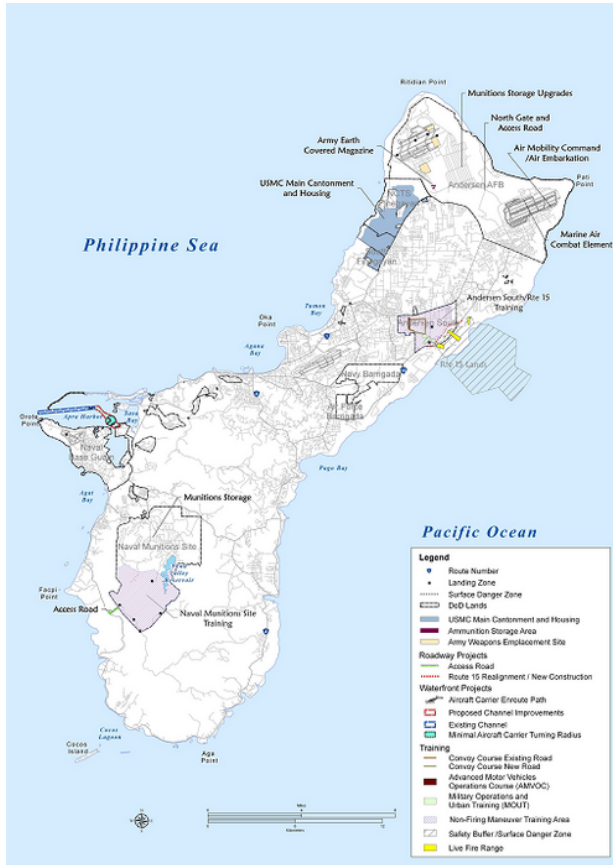 Ritidian Point
Munitions Storage Upgrades
North Gate and
Access Road
Army Earth
Covered Magazine
Air Mobility Command
/Air Embarkation
USMC Main Cantonment
and Housing
Andersen AFB
Pati
Point
Marine Air
Combat Element
Philippine Sea
Andersen South/Rte 15
Training
Tumon
Bay
Oka
Point
Andersen South
Agana
Bay
Rte 15 Lands
Navy Barrigada
Air Force
Barrigada
Orote
Point
Apra Harbor
Naval
Base Guam
Pago Bay
Agat
Bay
Munitions Storage
Pacific Ocean
Naval Munitions Site
Valley
Reservoir
Facpi
Point
Access Road
Naval Munitions Site
Training
Cocos
Lagoon
Cocos
Island
Aga
Point
Miles
Kilometers
Legend
Route Number
Landing Zone
Surface Danger Zone
DoD Lands
USMC Main Cantonment and Housing
Ammunition Storage Area
Army Weapons Emplacement Site
Roadway Projects
Access Road
Route 15 Realignment / New Construction
Waterfront Projects
Aircraft Carrier Enroute Path
Proposed Channel Improvements
Existing Channel
Minimal Aircraft Carrier Turning Radius
Training
Convoy Course Existing Road
Convoy Course New Road
Advanced Motor Vehicles
Operations Course (AMVOC)
Military Operations and
Urban Training (MOUT)
Non-Firing Maneuver Training Area
Safety Buffer /Surface Danger Zone
Live Fire Range